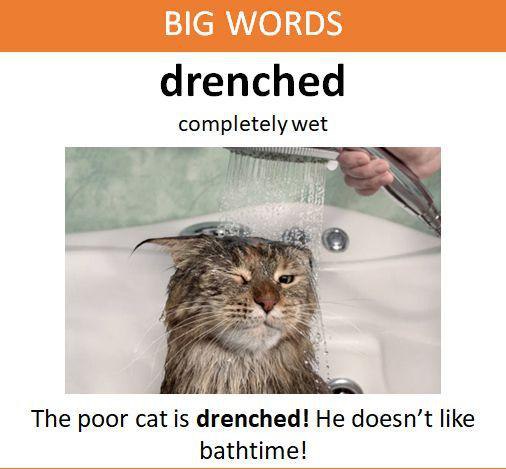 BIG WORDS
drenched
completely wet
The poor cat is drenched! He doesn’t like
bathtime!